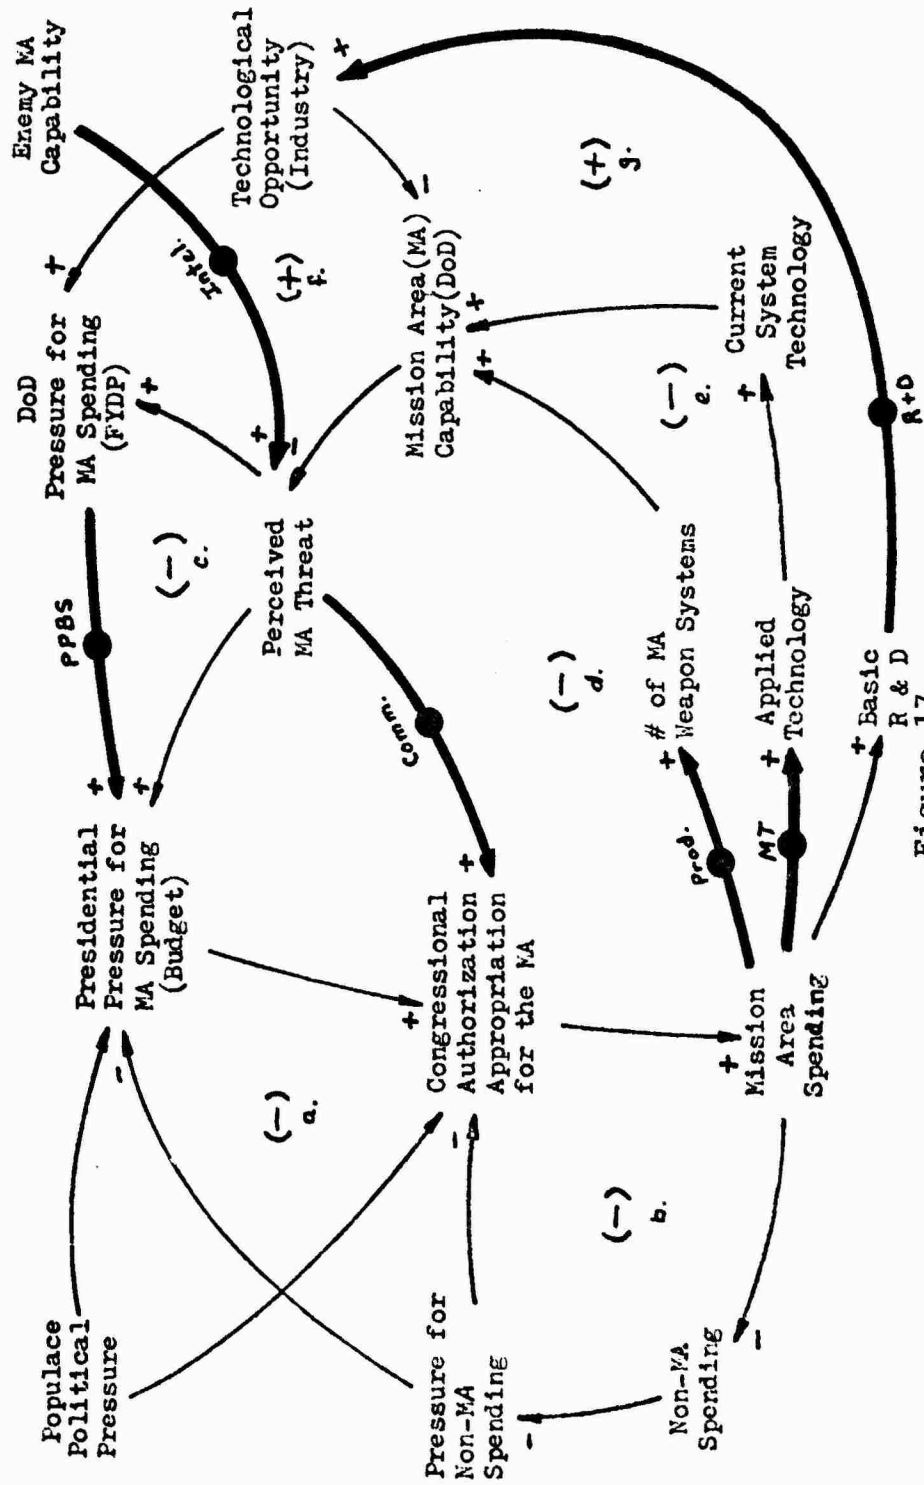 Populace
Political
Pressure
Presidential
Pressure for
MA Spending
(Budget)
+
+
-
PPBS
DoD
Pressure for
MA Spending
(FYDP)
+
+
Enemy MA
Capability
Intel.
Technological
Opportunity
(Industry)
+
(+)
f.
(-)
c.
Perceived
MA Threat
+
-
Comm.
(-)
a.
Congressional
Authorization
Appropriation
for the MA
+
+
-
Pressure for
Non-MA
Spending
-
Mission Area(MA)
Capability(DoD)
-
+
+
(+)
g.
(-)
b.
(-)
d.
(-)
e.
Non-MA
Spending
-
Mission
Area
Spending
+
Prod.
# of MA
Weapon Systems
+
MT
Applied
Technology
+
Current
System
Technology
+
Basic
R & D
+
R+D
Figure 17